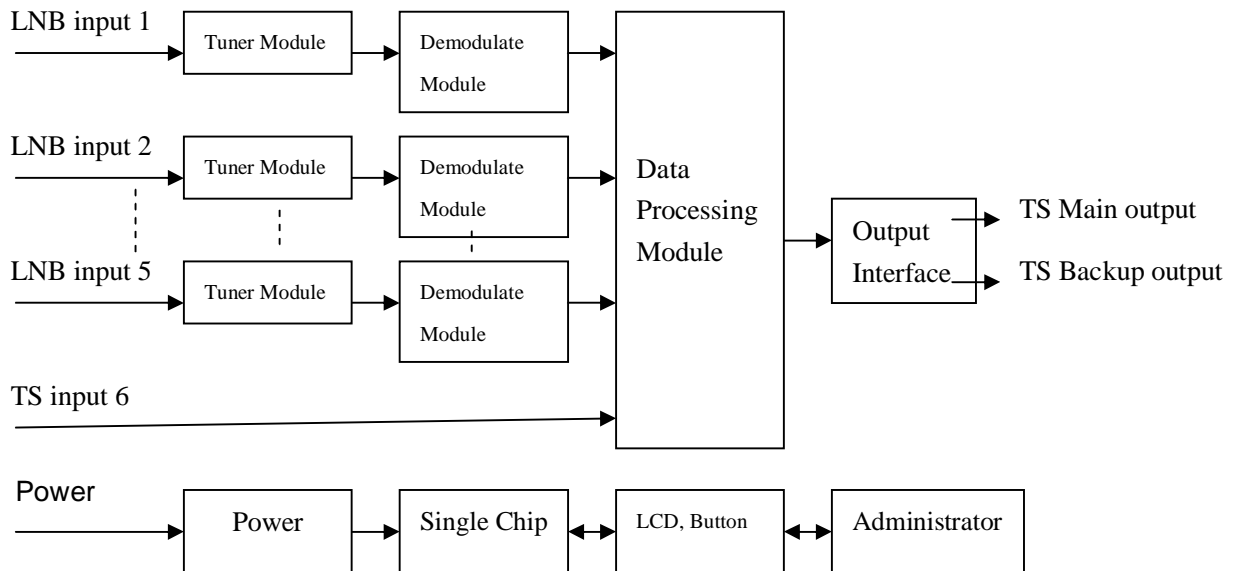 LNB input 1
Tuner Module
Demodulate
Module
LNB input 2
Tuner Module
Demodulate
Module
Data
Processing
Module
Output
Interface
TS Main output
TS Backup output
LNB input 5
Tuner Module
Demodulate
Module
TS input 6
Power
Power
Single Chip
LCD, Button
Administrator